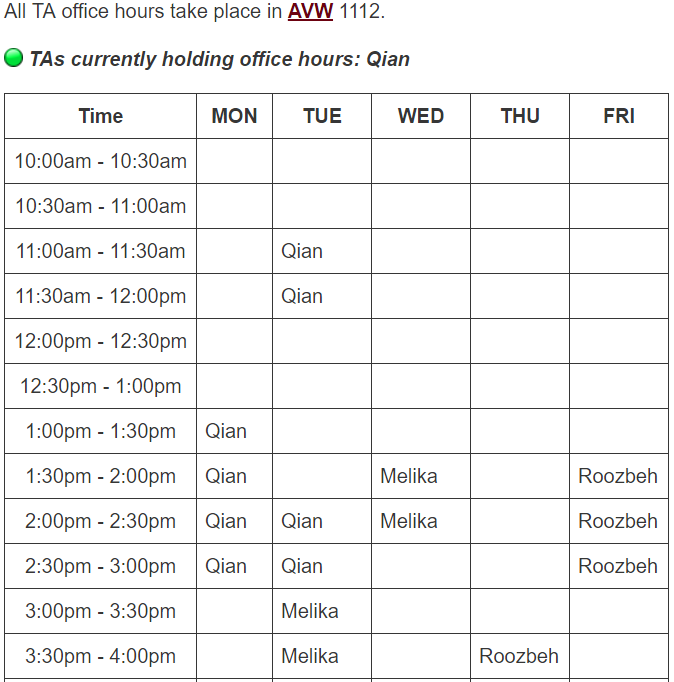 All TA office hours take place in AVW 1112.
TAs currently holding office hours: Qian
Time MON TUE WED THU FRI
10:00am - 10:30am
10:30am - 11:00am
11:00am - 11:30am Qian
11:30am - 12:00pm Qian
12:00pm - 12:30pm
12:30pm - 1:00pm
1:00pm - 1:30pm Qian
1:30pm - 2:00pm Qian Melika Roozbeh
2:00pm - 2:30pm Qian Qian Melika Roozbeh
2:30pm - 3:00pm Qian Qian Roozbeh
3:00pm - 3:30pm Melika
3:30pm - 4:00pm Melika Roozbeh